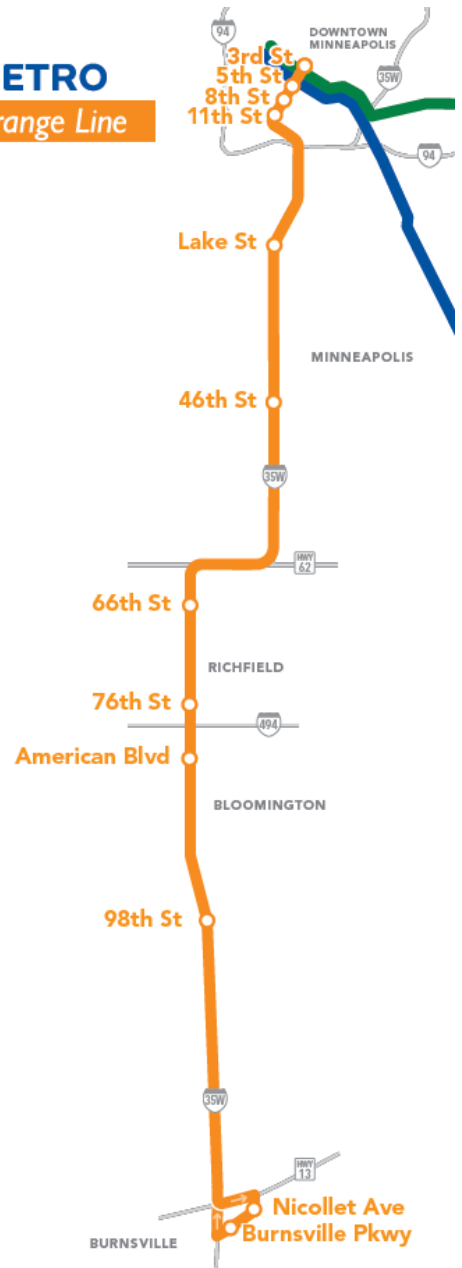 94
DOWNTOWN
MINNEAPOLIS
ETRO
3rd St
5th St
35W
8th St
range Line
11th St
94
Lake St
MINNEAPOLIS
46th St
35W
HWY
62
66th St
RICHFIELD
76th St
494
American Blvd
BLOOMINGTON
98th St
35W
HWY
13
Nicollet Ave
Burnsville Pkwy
BURNSVILLE